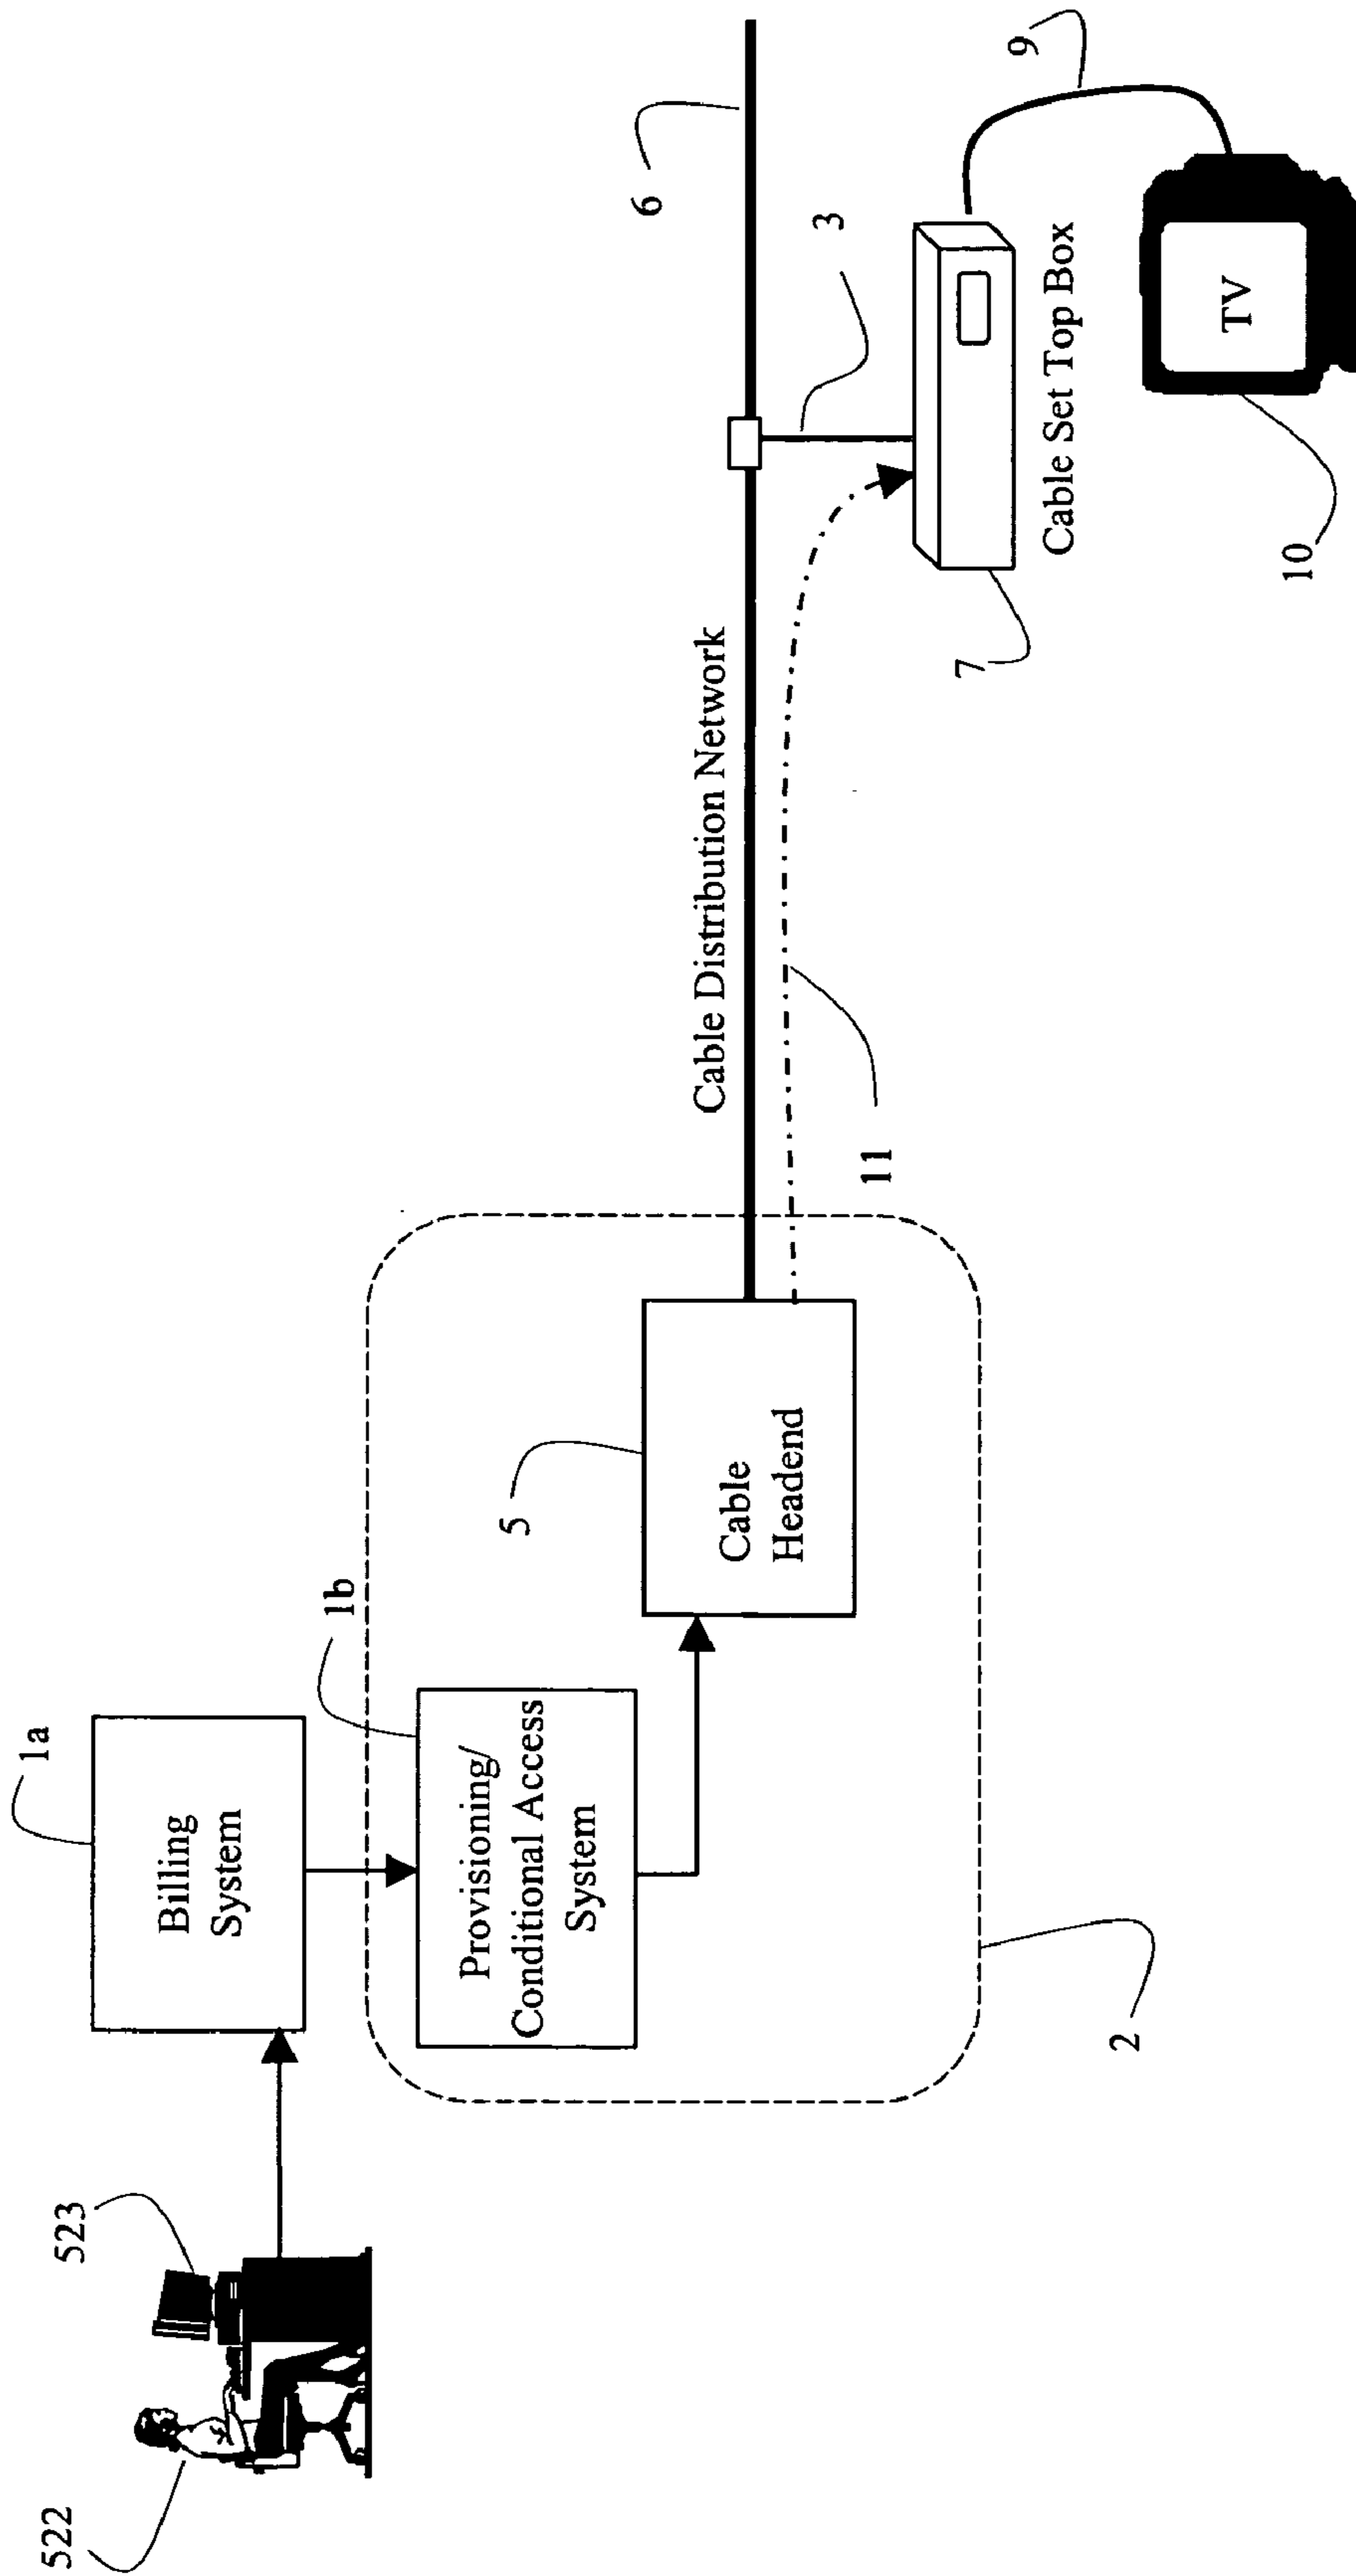 522
523
1a
Billing
System
1b
Provisioning/
Conditional Access
System
5
Cable
Headend
2
Cable Distribution Network
11
6
3
7
Cable Set Top Box
9
TV
10